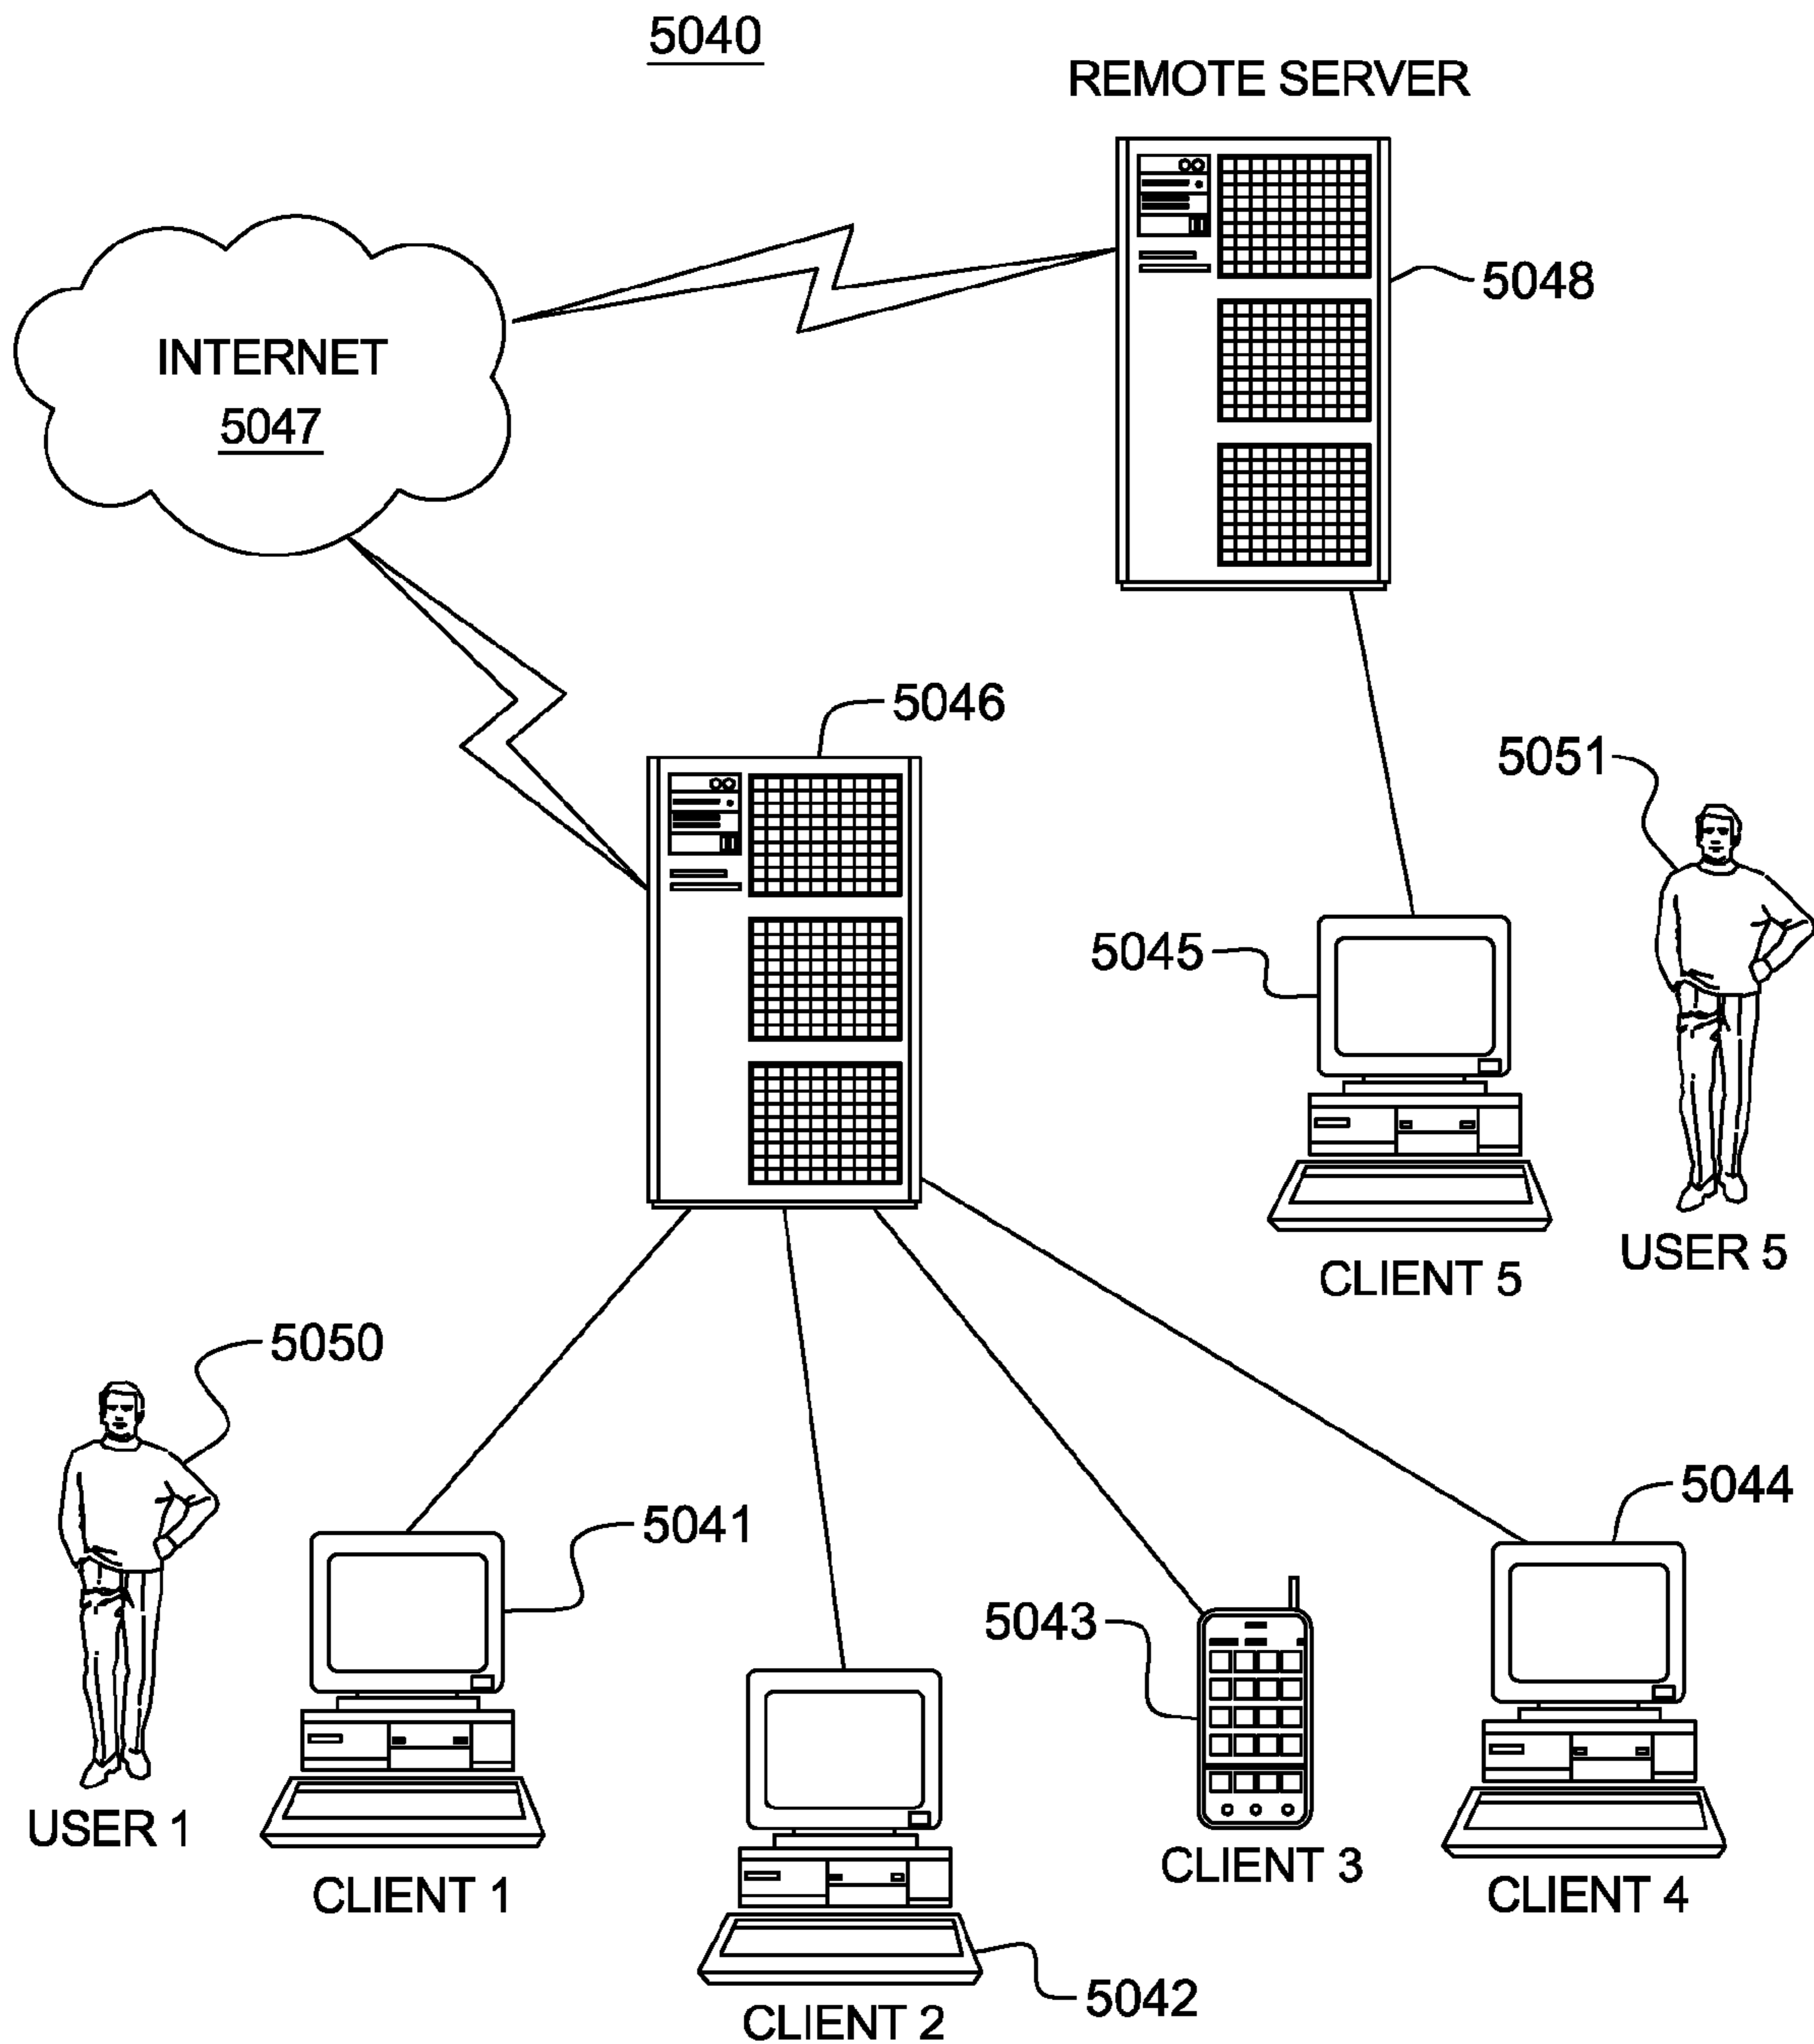 5040
REMOTE SERVER
5048
INTERNET
5047
5046
5051
5045
USER 5
CLIENT 5
5050
5044
5041
5043
USER 1
CLIENT 3
CLIENT 1
CLIENT 4
5042
CLIENT 2